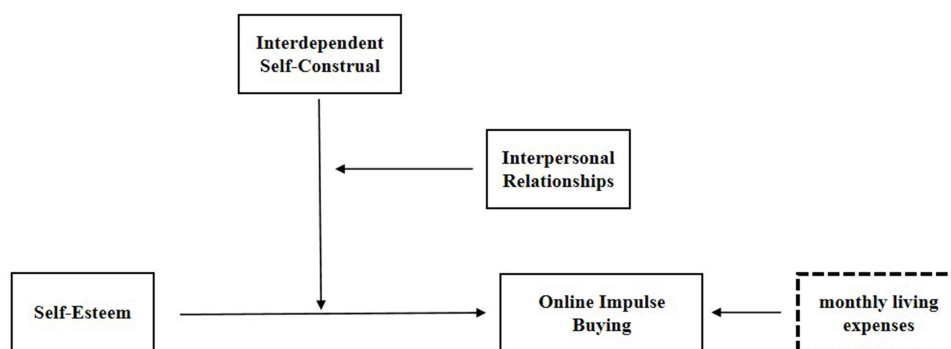 Interdependent
Self-Construal
Interpersonal
Relationships
Self-Esteem
Online Impulse
Buying
monthly living
expenses